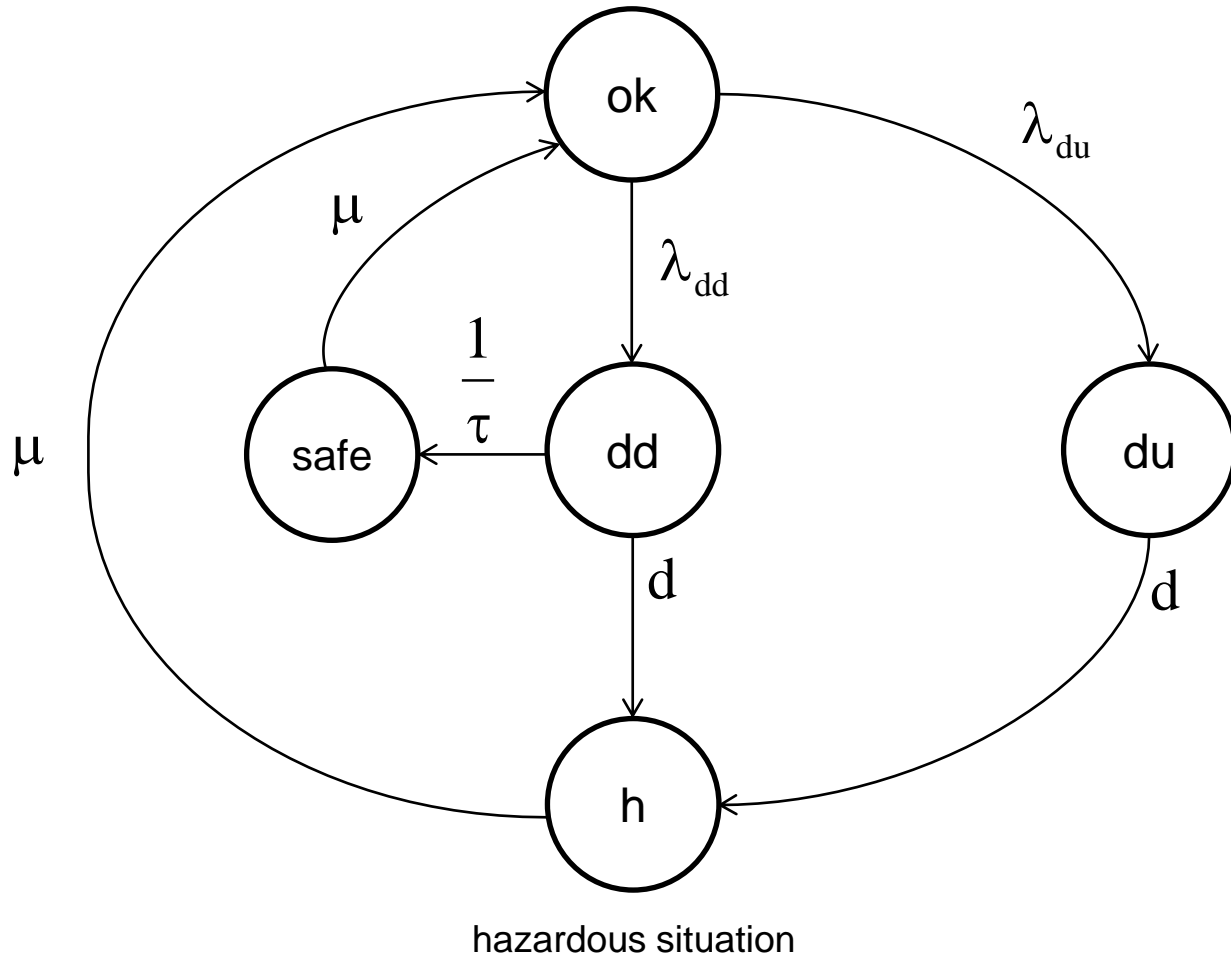 ok
λdu
μ
λdd
1
τ
μ
safe
dd
du
d
d
h
hazardous situation